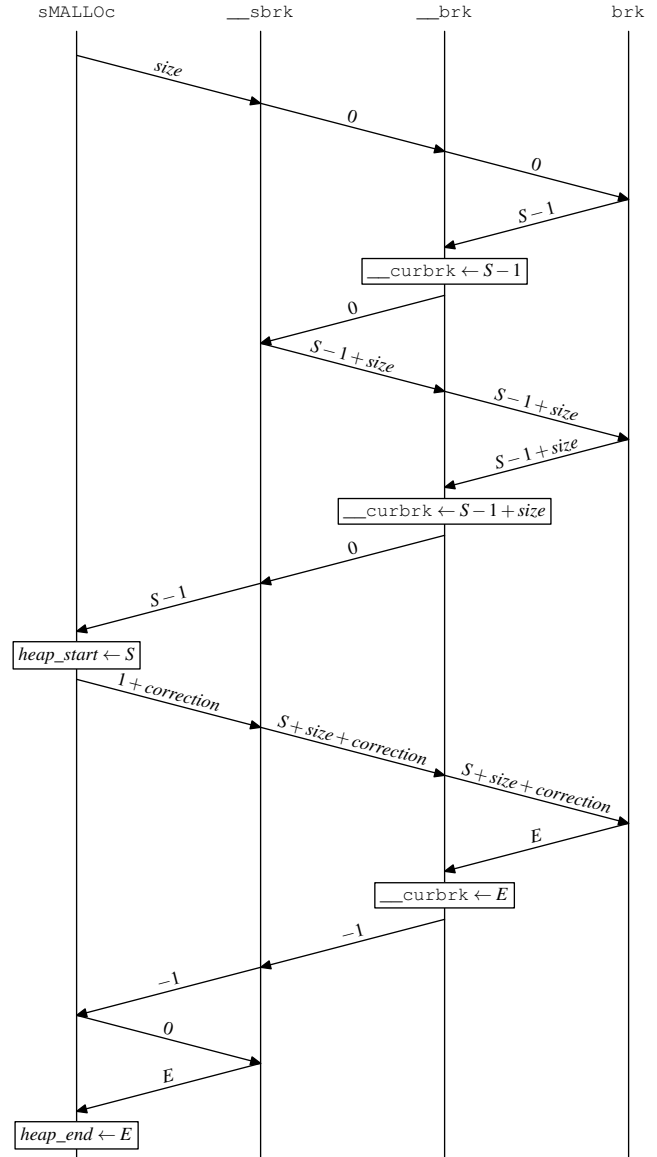 sMALLOc __sbrk __brk brk
size
0
0
S−1
__curbrk ← S−1
0
S−1+size
S−1+size
S−1+size
__curbrk ← S−1+size
0
S−1
heap_start ← S
1+correction
S+size+correction
S+size+correction
E
__curbrk ← E
−1
−1
0
E
heap_end ← E